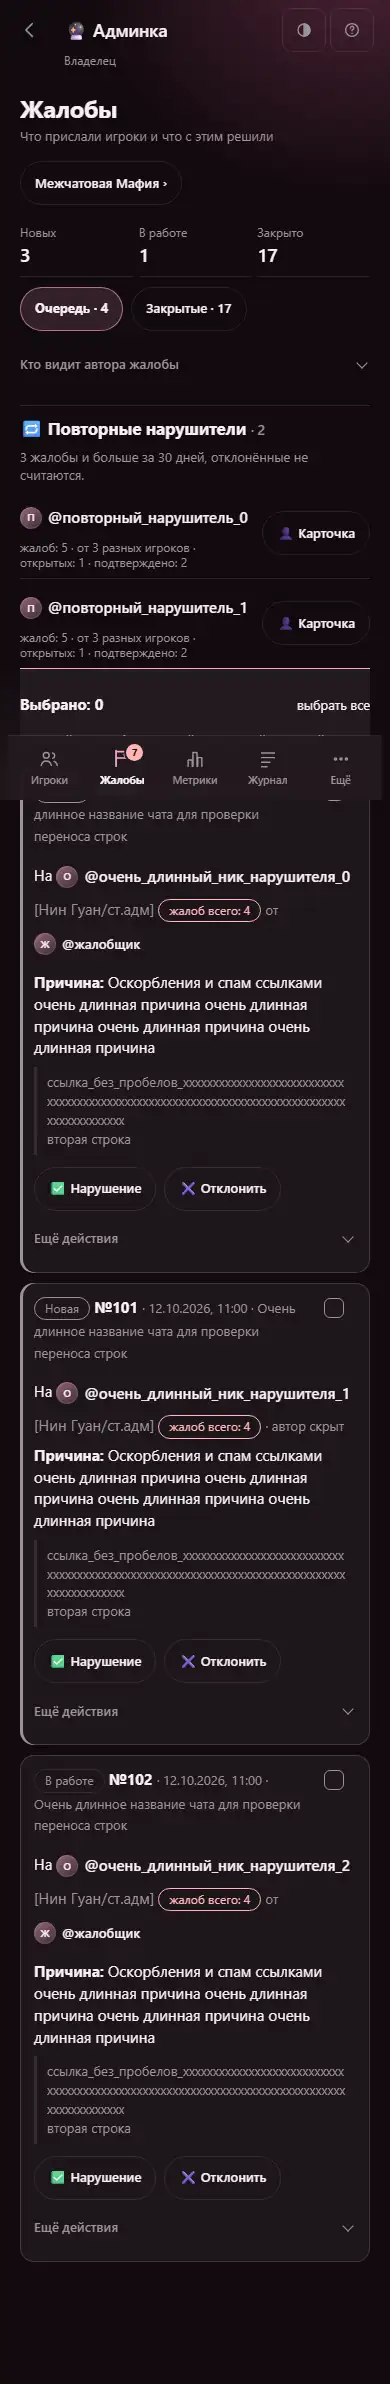 Админка
Владелец
Жалобы
Что прислали игроки и что с этим решили
Межчатовая Мафия ›
Новых
В работе
Закрыто
3
1
17
Очередь · 4
Закрытые · 17
Кто видит автора жалобы
Повторные нарушители · 2
3 жалобы и больше за 30 дней, отклонённые не
считаются.
П @повторный_нарушитель_0
Карточка
жалоб: 5 · от 3 разных игроков ·
открытых: 1 · подтверждено: 2
П @повторный_нарушитель_1
Карточка
жалоб: 5 · от 3 разных игроков ·
открытых: 1 · подтверждено: 2
Выбрано: 0
выбрать все
7
Игроки
Жалобы
Метрики
Журнал
Ещё
длинное название чата для проверки
переноса строк
На О @очень_длинный_ник_нарушителя_0
[Нин Гуан/ст.адм] жалоб всего: 4 от
Ж @жалобщик
Причина: Оскорбления и спам ссылками
очень длинная причина очень длинная
причина очень длинная причина очень
длинная причина
вторая строка
Нарушение
Отклонить
Ещё действия
Новая №101 · 12.10.2026, 11:00 · Очень
длинное название чата для проверки
переноса строк
На О @очень_длинный_ник_нарушителя_1
[Нин Гуан/ст.адм] жалоб всего: 4 · автор скрыт
Причина: Оскорбления и спам ссылками
очень длинная причина очень длинная
причина очень длинная причина очень
длинная причина
вторая строка
Нарушение
Отклонить
Ещё действия
В работе №102 · 12.10.2026, 11:00 ·
Очень длинное название чата для проверки
переноса строк
На О @очень_длинный_ник_нарушителя_2
[Нин Гуан/ст.адм] жалоб всего: 4 от
Ж @жалобщик
Причина: Оскорбления и спам ссылками
очень длинная причина очень длинная
причина очень длинная причина очень
длинная причина
вторая строка
Нарушение
Отклонить
Ещё действия